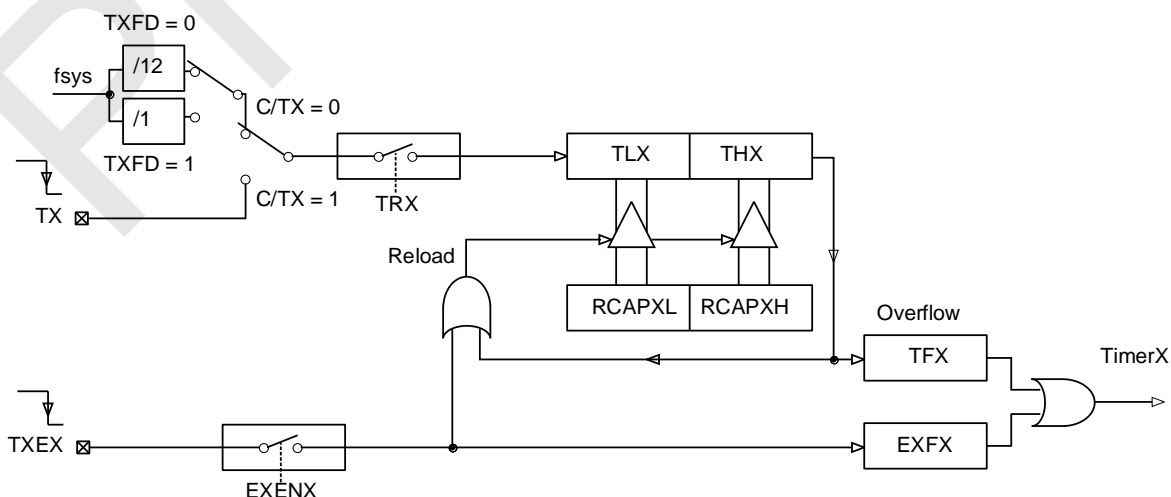 TXFD = 0
/12
fsys
C/TX = 0
/1
TXFD = 1
TLX
THX
TX
C/TX = 1
TRX
Reload
RCAPXL
RCAPXH
Overflow
TFX
TimerX
TXEX
EXFX
EXENX